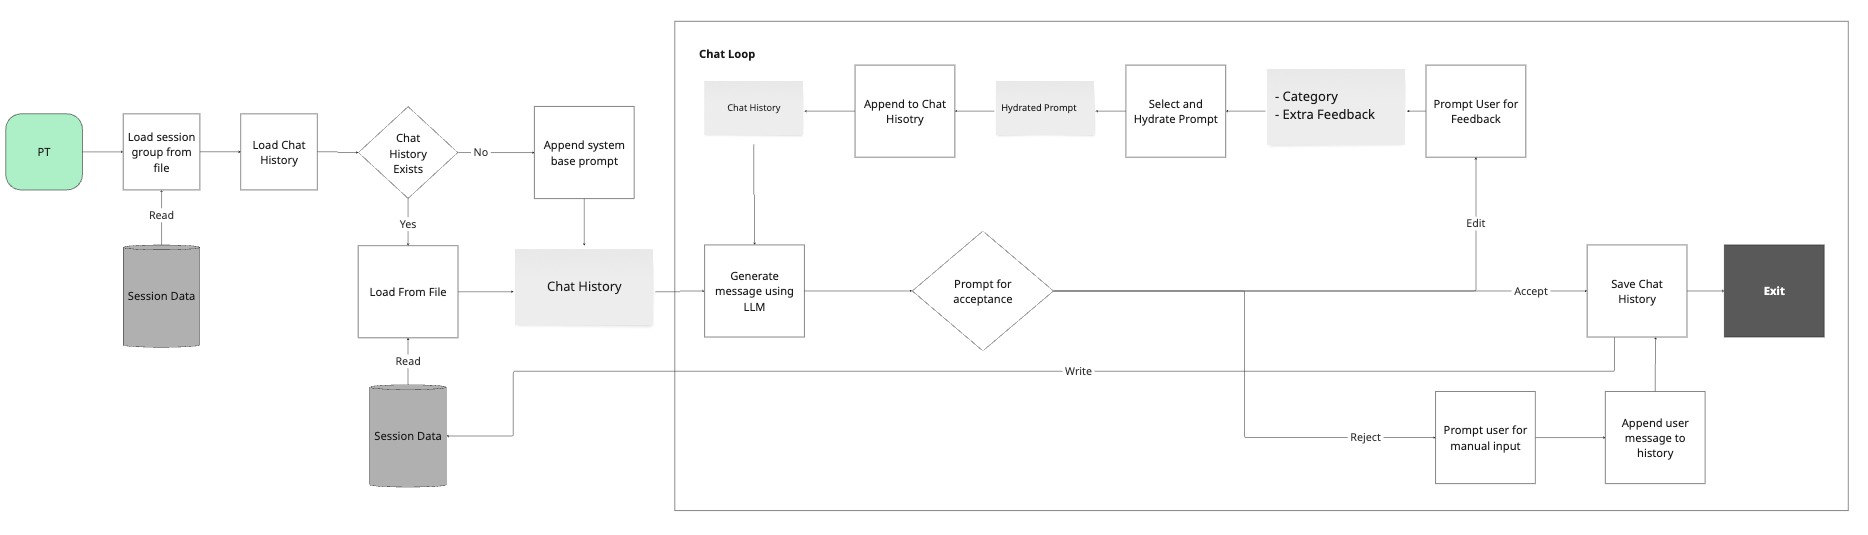 Chat Loop
Chat History
Append to Chat
Hisotry
Hydrated Prompt
Select and
Hydrate Prompt
- Category
- Extra Feedback
Prompt User for
Feedback
PT
Load session
group from
file
Load Chat
History
Chat
History
Exists
No
Append system
base prompt
Read
Yes
Edit
Session Data
Load From File
Chat History
Generate
message using
LLM
Prompt for
acceptance
Accept
Save Chat
History
Exit
Read
Write
Session Data
Reject
Prompt user for
manual input
Append user
message to
history